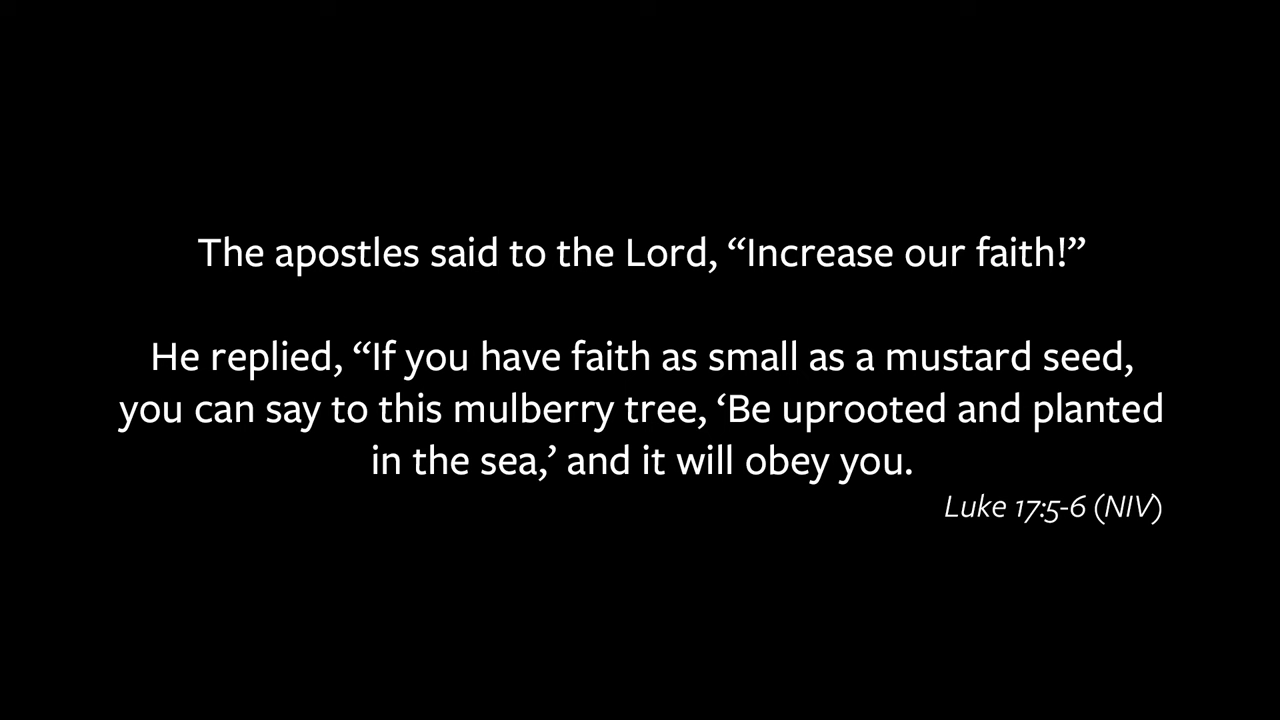 The apostles said to the Lord, “Increase our faith!”
He replied, “If you have faith as small as a mustard seed,
you can say to this mulberry tree, ‘Be uprooted and planted
in the sea,’ and it will obey you.
Luke 17:5-6 (NIV)